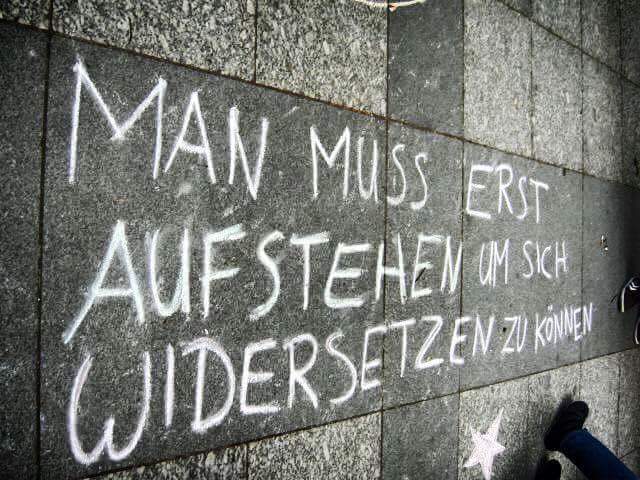 MAN MUSS ERST
AUFSTEHEN UM SICH
WIDERSETZEN ZU KÖNNEN